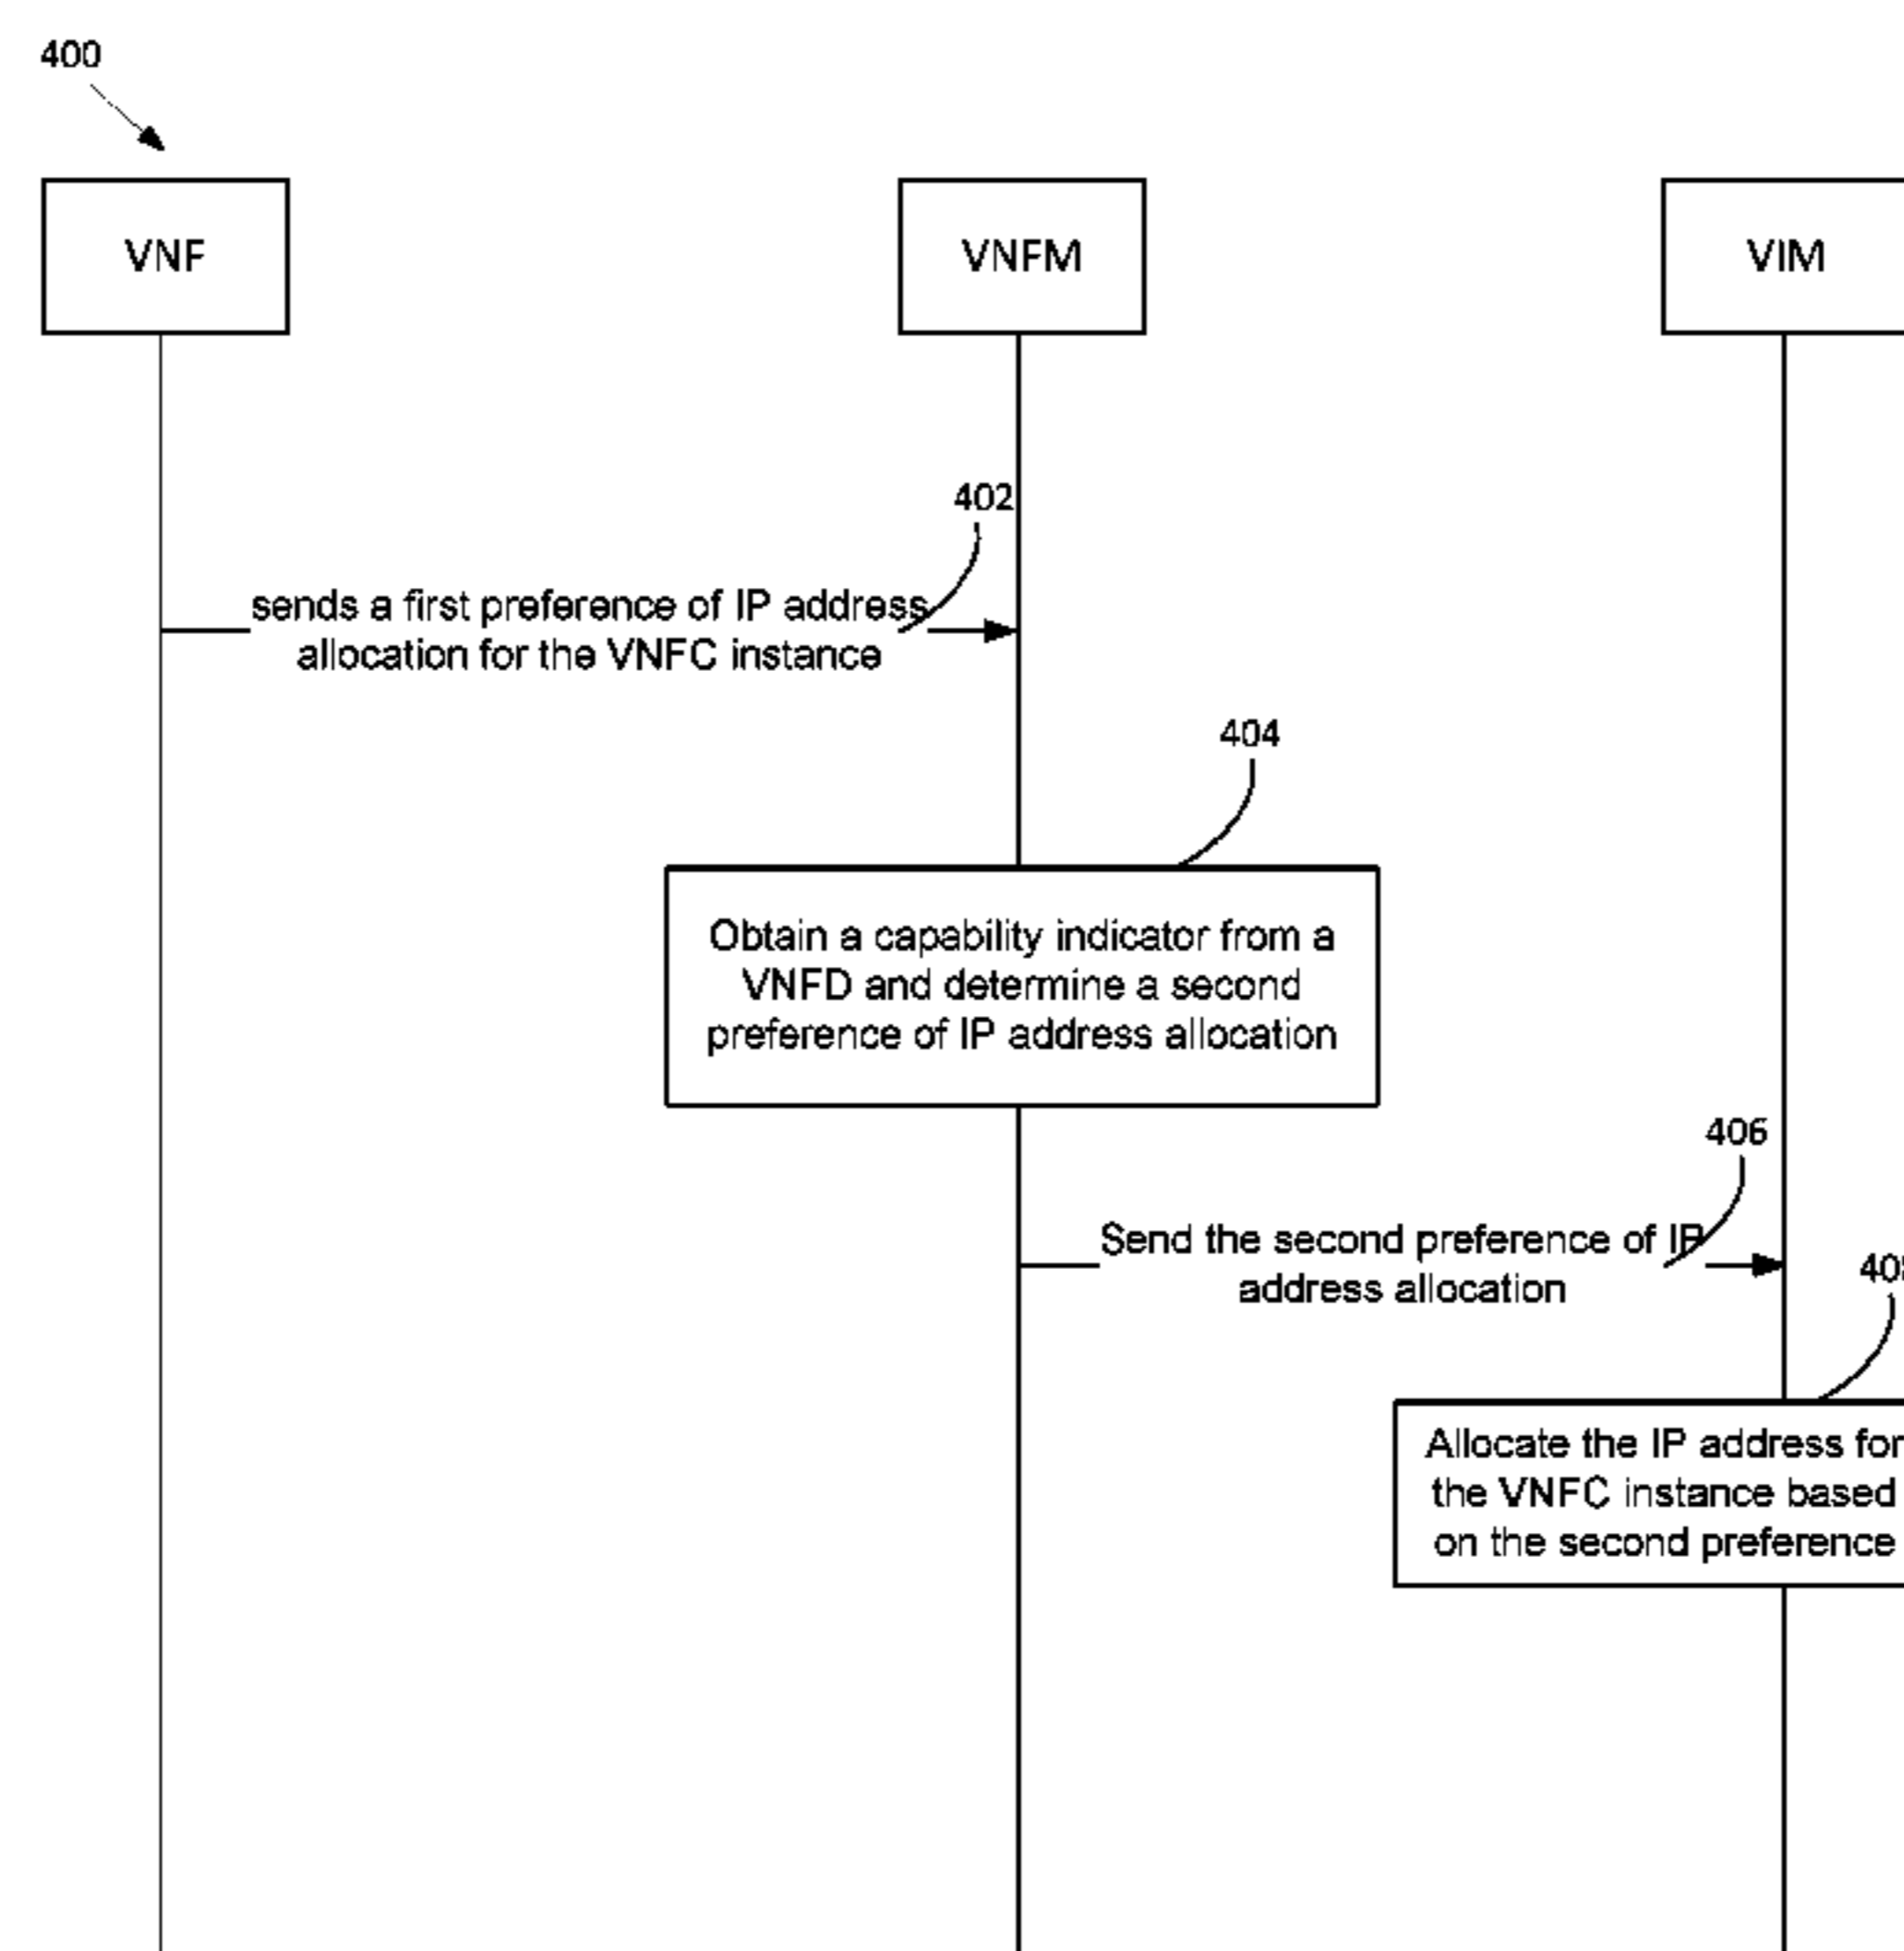 400
VNF
VNFM
VIM
402
sends a first preference of IP address
allocation for the VNFC instance
404
Obtain a capability indicator from a
VNFD and determine a second
preference of IP address allocation
406
Send the second preference of IP
address allocation
Allocate the IP address for
the VNFC instance based
on the second preference